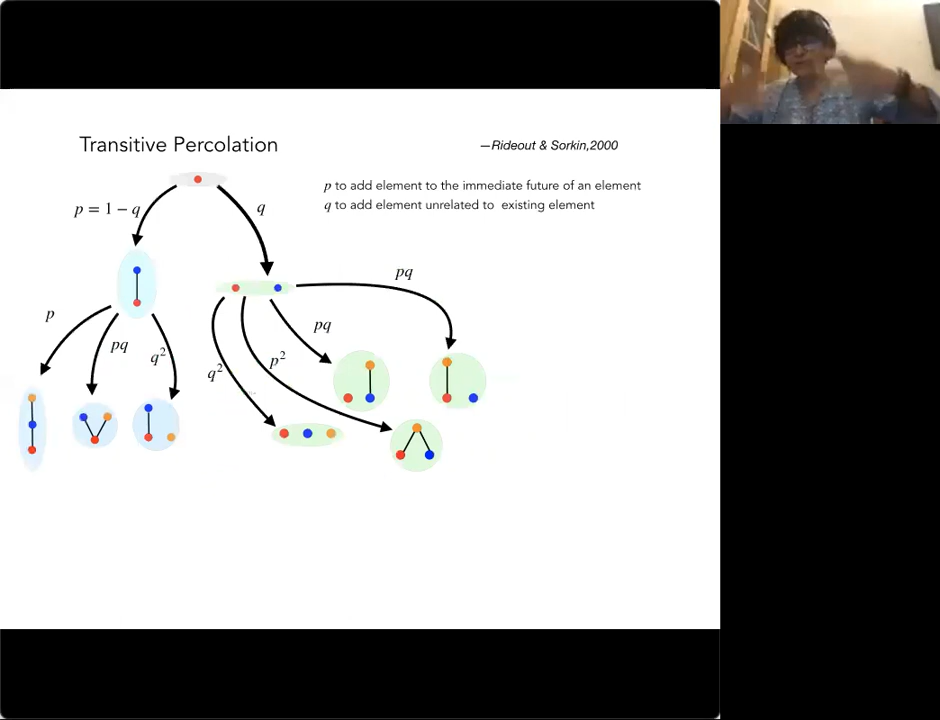 Transitive Percolation
—Rideout & Sorkin,2000
p to add element to the immediate future of an element
q to add element unrelated to existing element
p = 1 − q
q
pq
p
pq
q²
pq
q²
p²